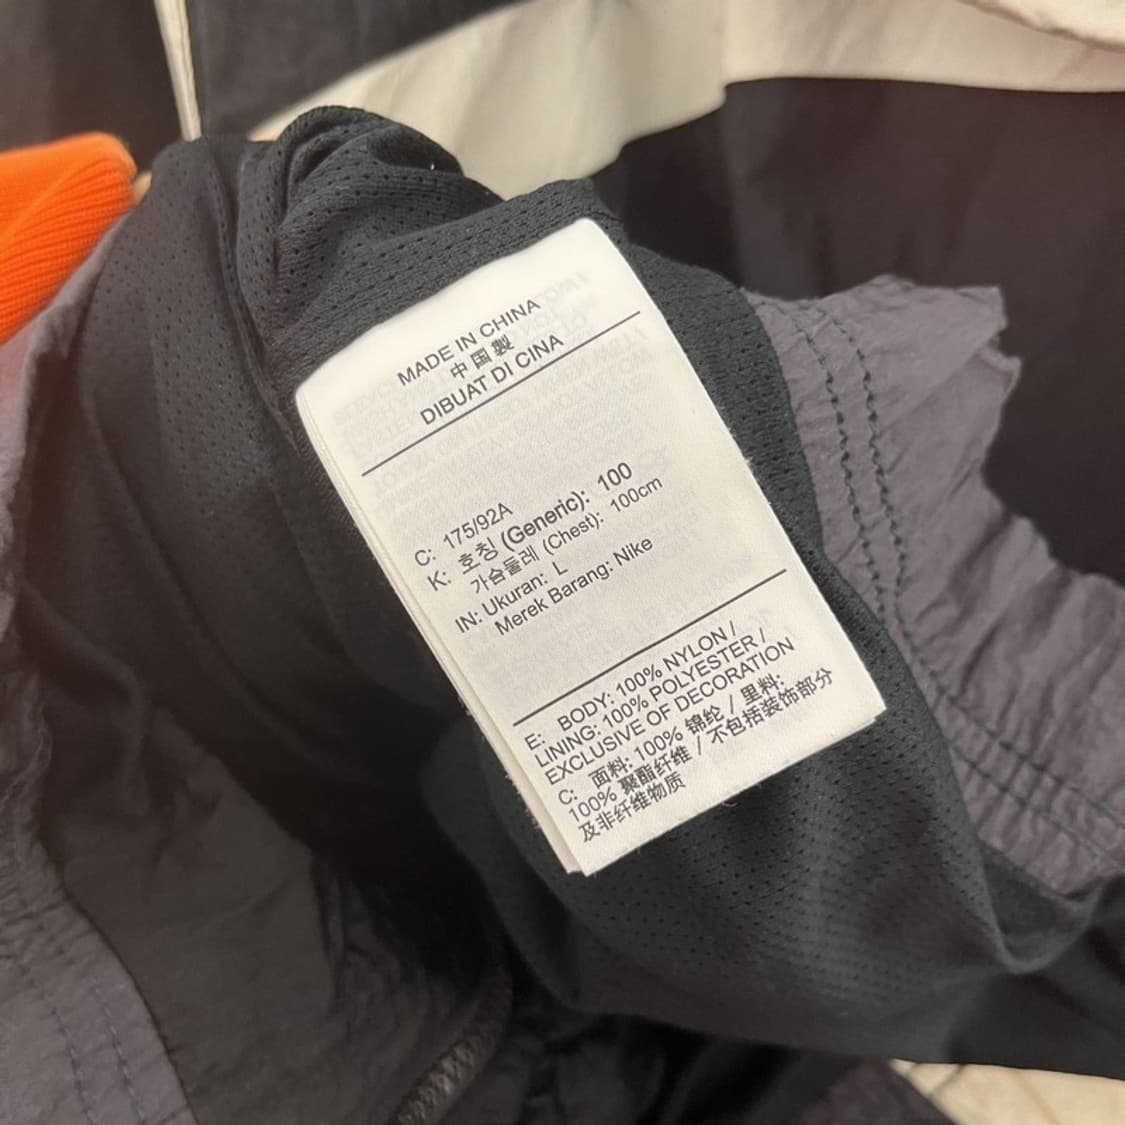 MADE IN CHINA
中国製
DIBUAT DI CINA
C: 175/92A
K: 호칭 (Generic): 100
가슴둘레 (Chest): 100cm
IN: Ukuran: L
Merek Barang: Nike
E: BODY: 100% NYLON /
LINING: 100% POLYESTER /
EXCLUSIVE OF DECORATION
C: 面料: 100% 锦纶 / 里料:
100% 聚酯纤维 / 不包括装饰部分
及非纤维物质